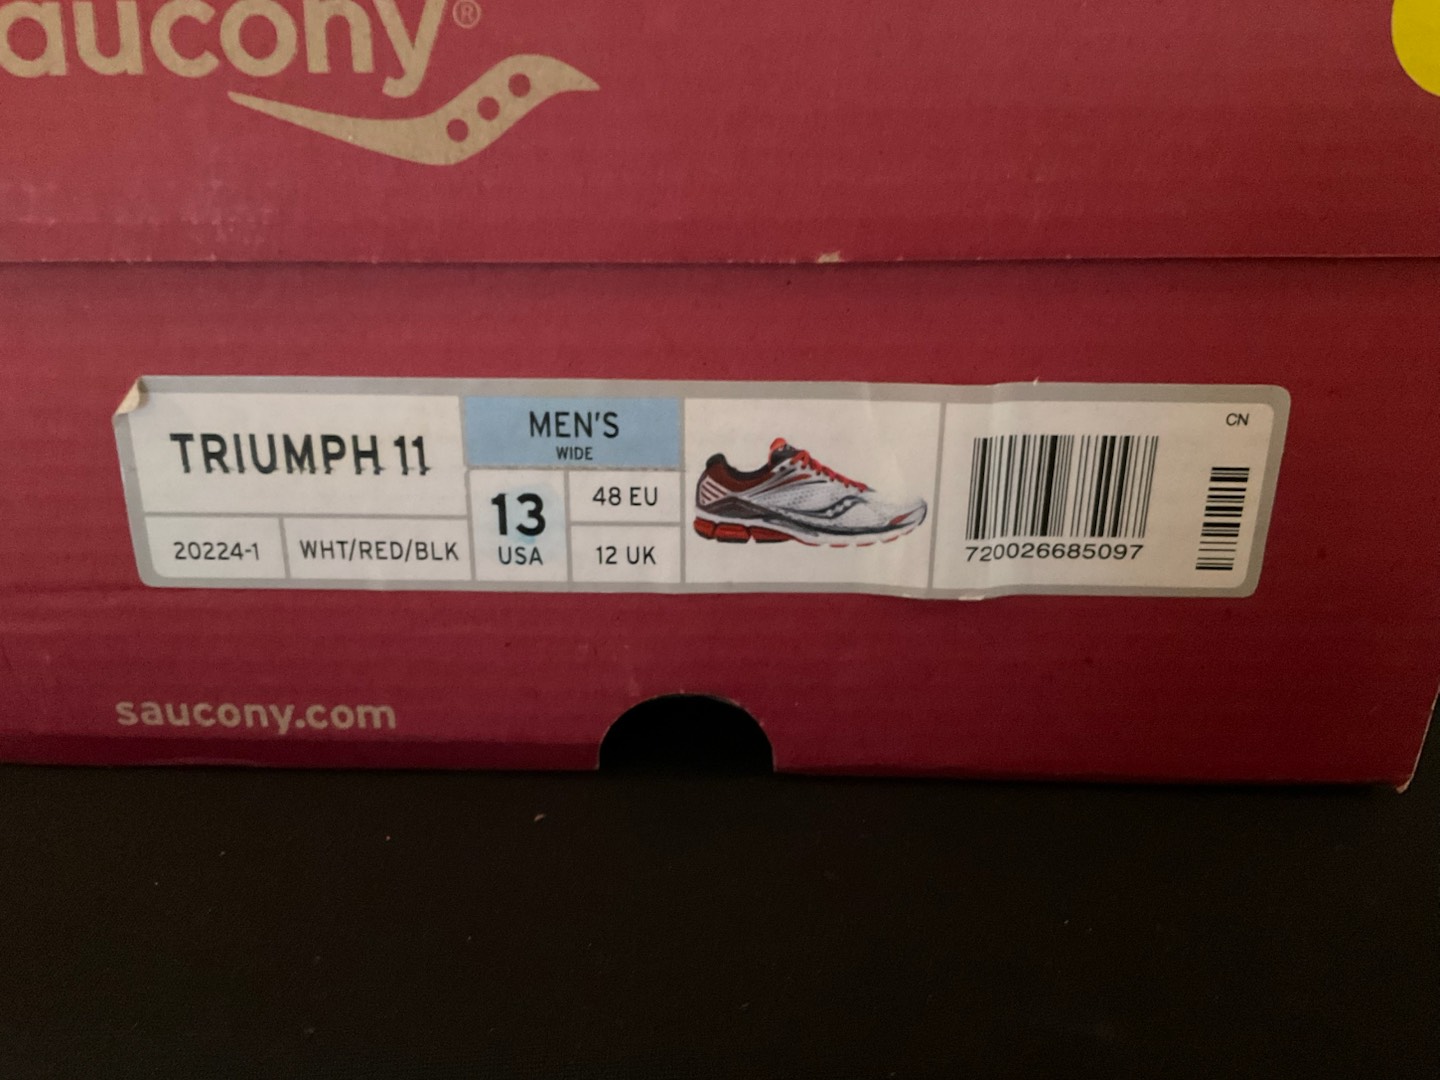 aucony®
TRIUMPH 11
20224-1
WHT/RED/BLK
MEN'S
WIDE
13
USA
48 EU
12 UK
CN
720026685097
saucony.com